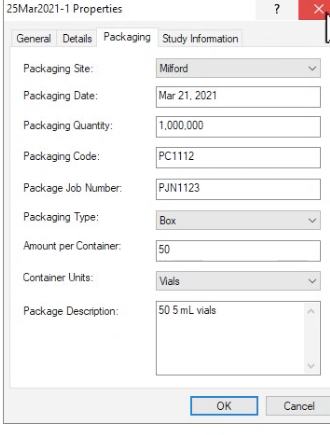 25Mar2021-1 Properties ? ×
General Details Packaging Study Information
Packaging Site: Milford
Packaging Date: Mar 21, 2021
Packaging Quantity: 1,000,000
Packaging Code: PC1112
Package Job Number: PJN1123
Packaging Type: Box
Amount per Container: 50
Container Units: Vials
Package Description: 50 5 mL vials
OK Cancel